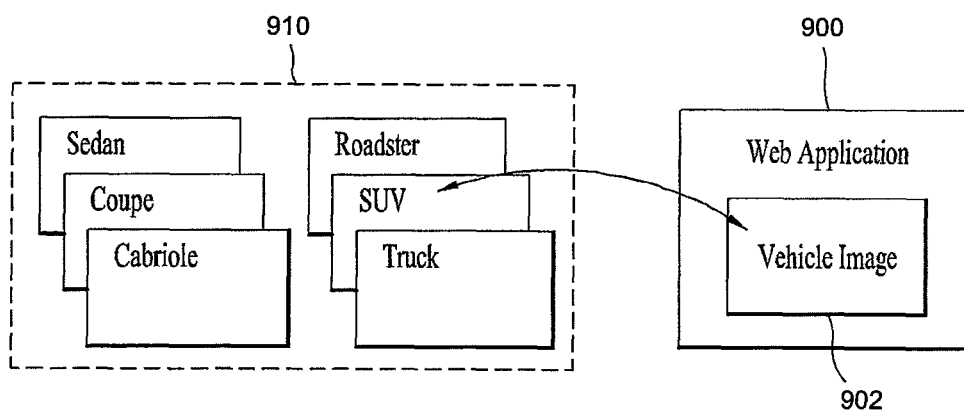 910
900
Sedan
Roadster
Web Application
Coupe
SUV
Vehicle Image
Cabriole
Truck
902